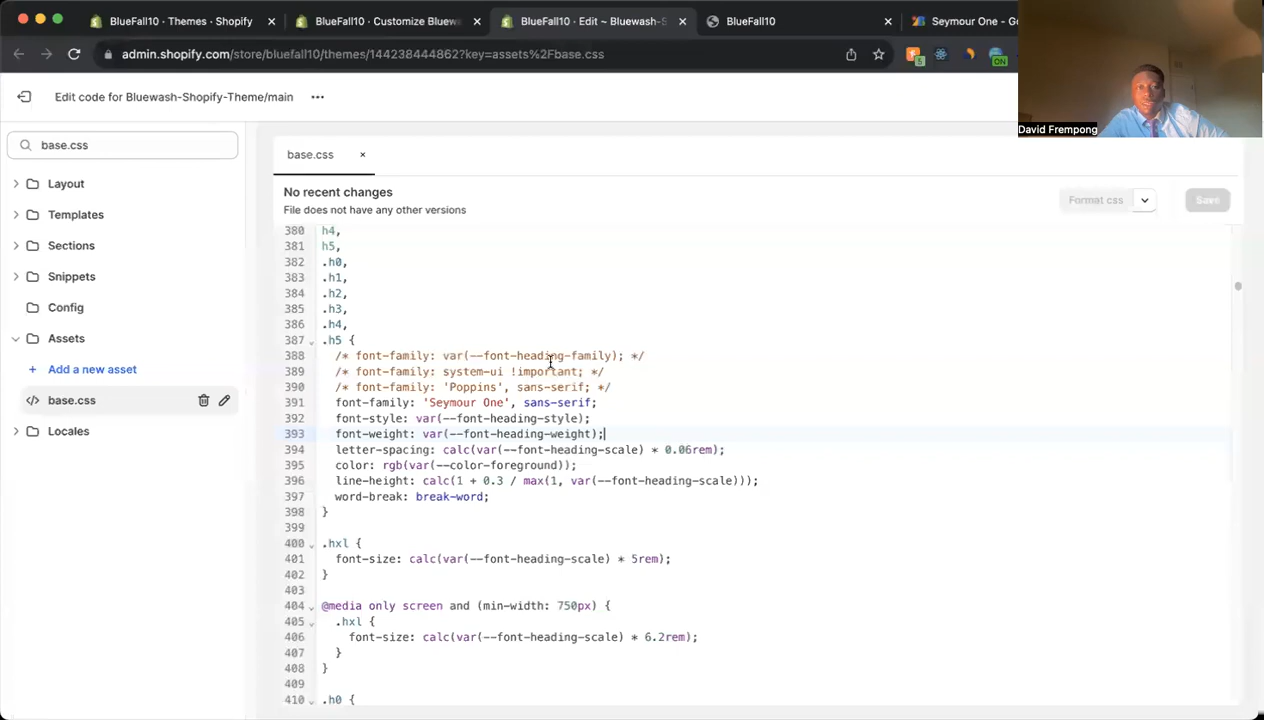 BlueFall10 · Themes · Shopify
BlueFall10 · Customize Bluew
BlueFall10 · Edit ~ Bluewash-S
BlueFall10
Seymour One - Go
admin.shopify.com/store/bluefall10/themes/144238444862?key=assets%2Fbase.css
5
ON
David Frempong
Edit code for Bluewash-Shopify-Theme/main
base.css
Layout
Templates
Sections
Snippets
Config
Assets
Add a new asset
base.css
Locales
base.css
No recent changes
File does not have any other versions
Format css
Save
380 h4,
381 h5,
382 .h0,
383 .h1,
384 .h2,
385 .h3,
386 .h4,
387 .h5 {
388 /* font-family: var(--font-heading-family); */
389 /* font-family: system-ui !important; */
390 /* font-family: 'Poppins', sans-serif; */
391 font-family: 'Seymour One', sans-serif;
392 font-style: var(--font-heading-style);
393 font-weight: var(--font-heading-weight);
394 letter-spacing: calc(var(--font-heading-scale) * 0.06rem);
395 color: rgb(var(--color-foreground));
396 line-height: calc(1 + 0.3 / max(1, var(--font-heading-scale)));
397 word-break: break-word;
398 }
399
400 .hxl {
401 font-size: calc(var(--font-heading-scale) * 5rem);
402 }
403
404 @media only screen and (min-width: 750px) {
405 .hxl {
406 font-size: calc(var(--font-heading-scale) * 6.2rem);
407 }
408 }
409
410 .h0 {